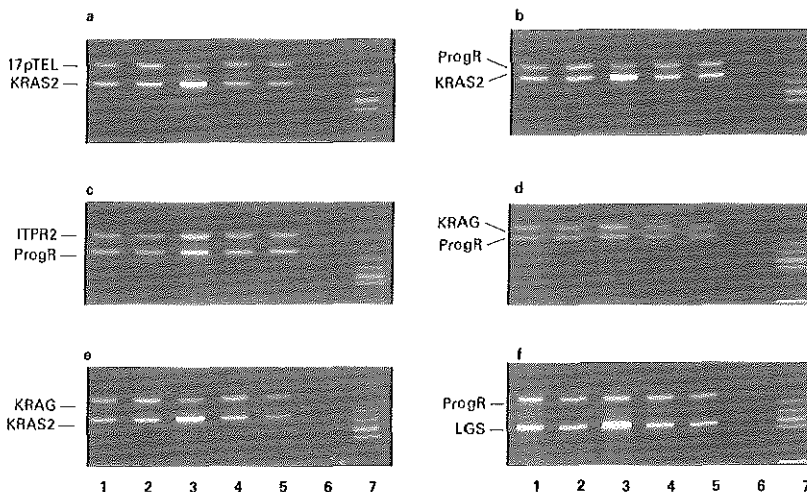 a
17pTEL
KRAS2
b
ProgR
KRAS2
c
ITPR2
ProgR
d
KRAG
ProgR
e
KRAG
KRAS2
f
ProgR
LGS
1 2 3 4 5 6 7
1 2 3 4 5 6 7